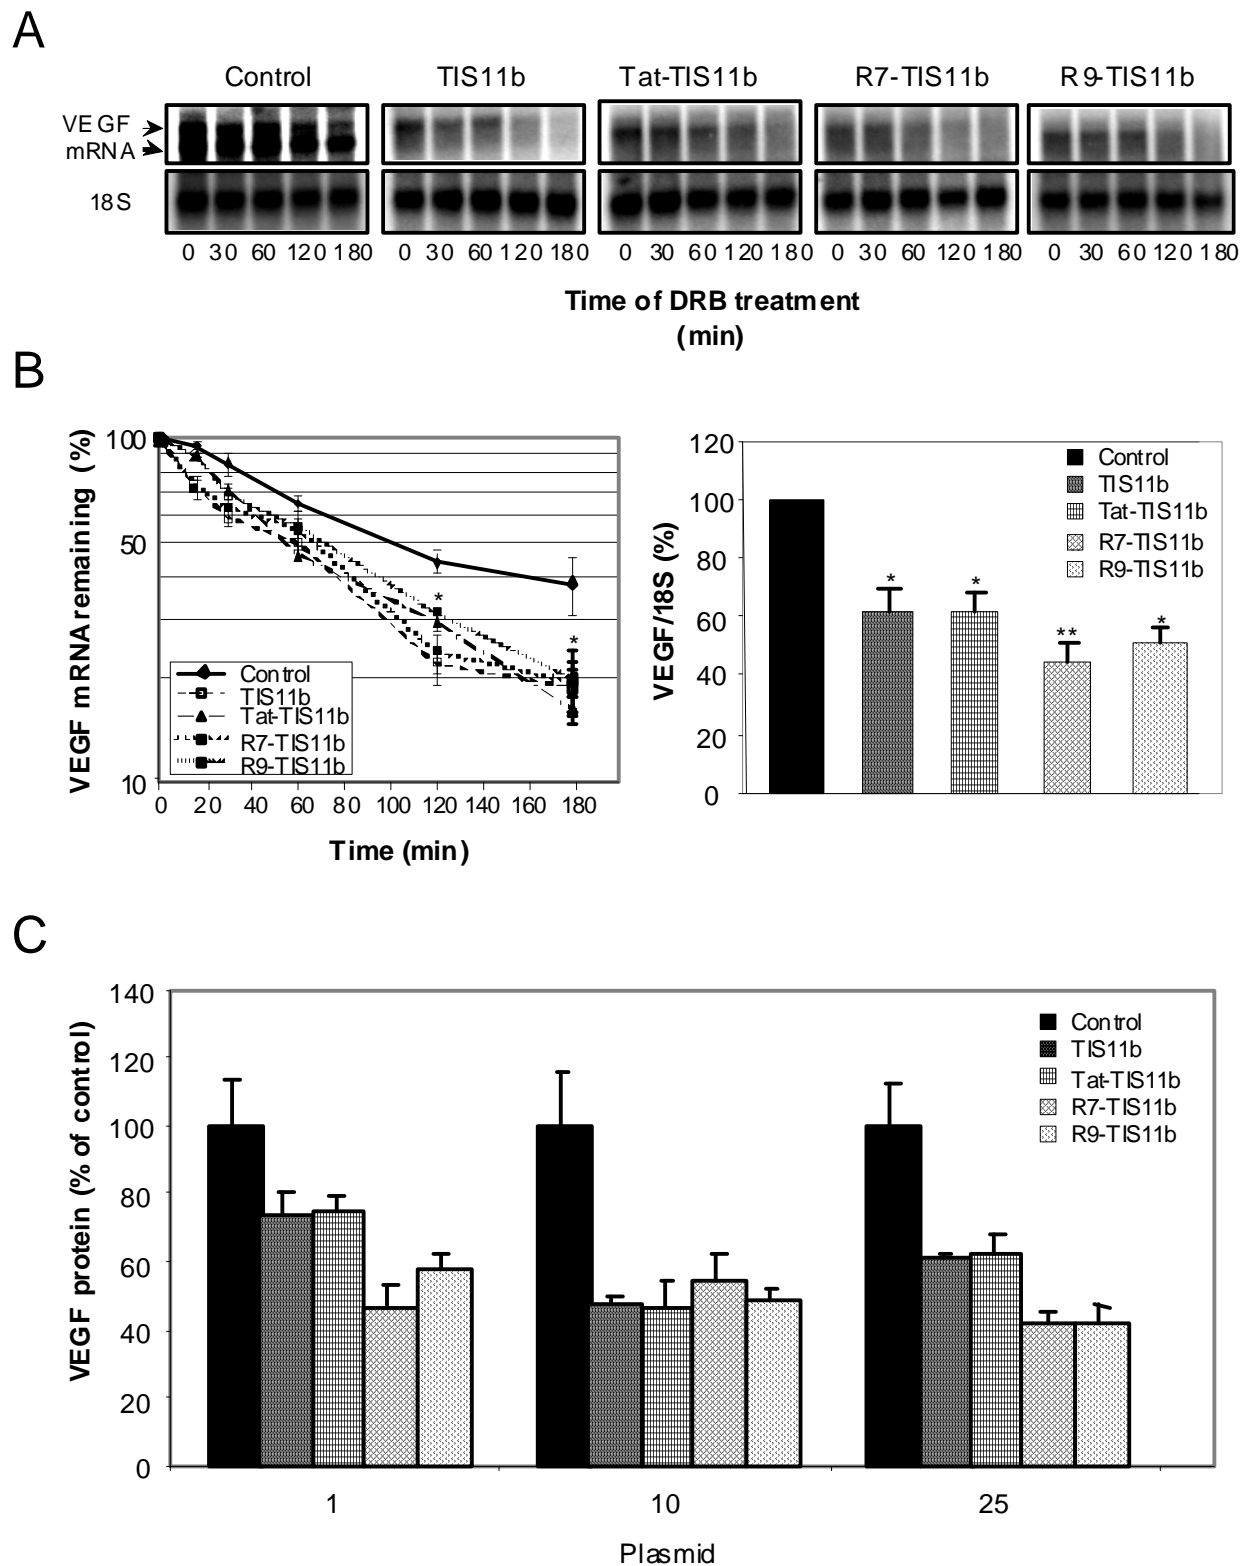 A
Control TIS11b Tat-TIS11b R7-TIS11b R9-TIS11b
VEGF
mRNA
18S
0 30 60 120 180 0 30 60 120 180 0 30 60 120 180 0 30 60 120 180 0 30 60 120 180
Time of DRB treatment
(min)
B
VEGF mRNA remaining (%)
100
50
10
*
*
Control
TIS11b
Tat-TIS11b
R7-TIS11b
R9-TIS11b
0 20 40 60 80 100 120 140 160 180
Time (min)
VEGF/18S (%)
120
100
80
60
40
20
0
Control
TIS11b
Tat-TIS11b
R7-TIS11b
R9-TIS11b
* * ** *
C
VEGF protein (% of control)
140
120
100
80
60
40
20
0
Control
TIS11b
Tat-TIS11b
R7-TIS11b
R9-TIS11b
1 10 25
Plasmid